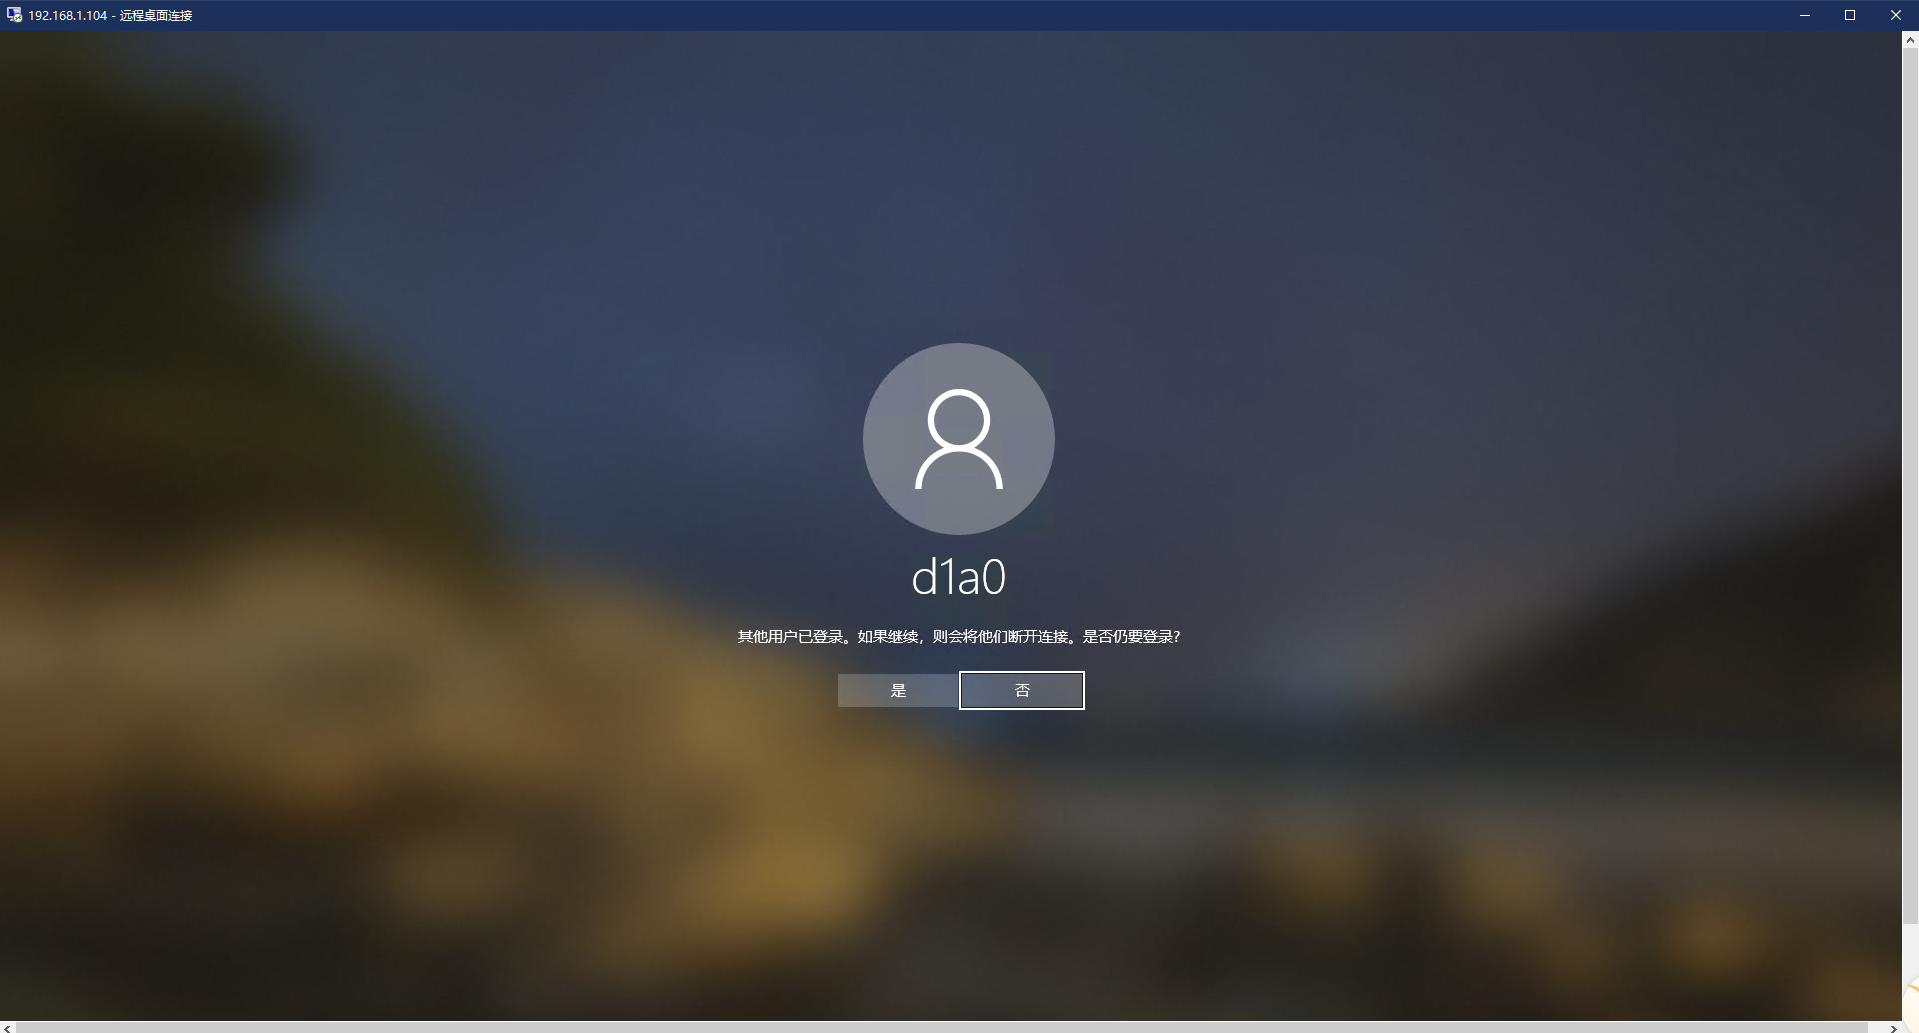 192.168.1.104 - 远程桌面连接
d1a0
其他用户已登录。如果继续，则会将他们断开连接。是否仍要登录?
是
否